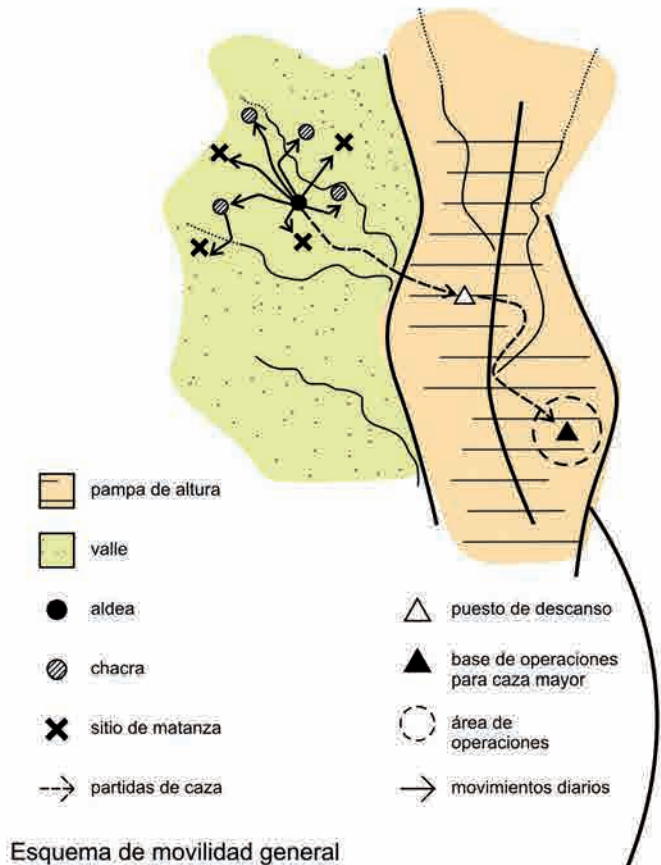 pampa de altura
valle
aldea
chacra
sitio de matanza
partidas de caza
puesto de descanso
base de operaciones
para caza mayor
área de
operaciones
movimientos diarios
Esquema de movilidad general